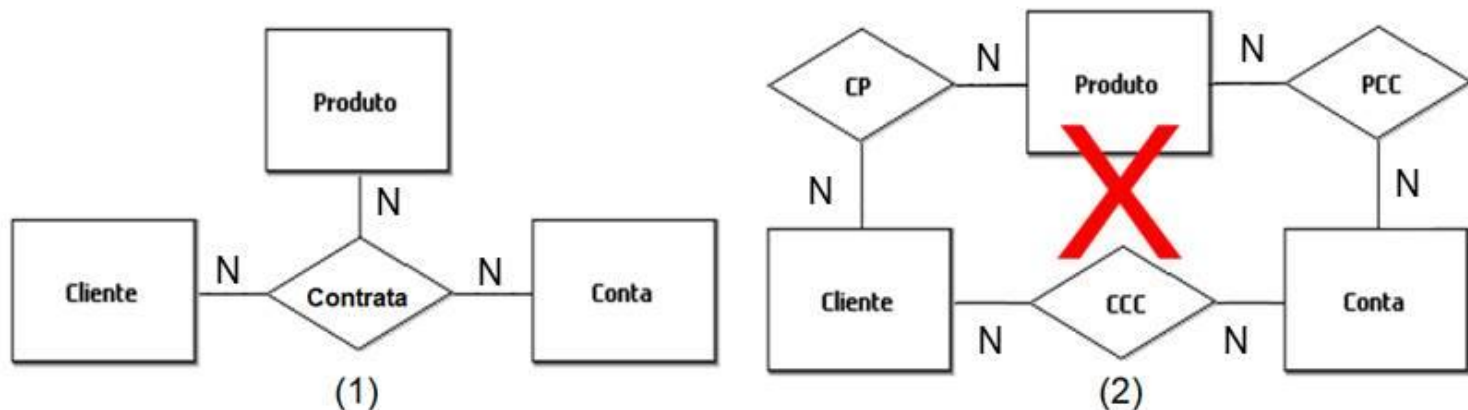 Produto
N
Cliente
N
Contrata
N
Conta
(1)
CP
N
Produto
N
PCC
N
N
Cliente
N
CCC
N
Conta
(2)